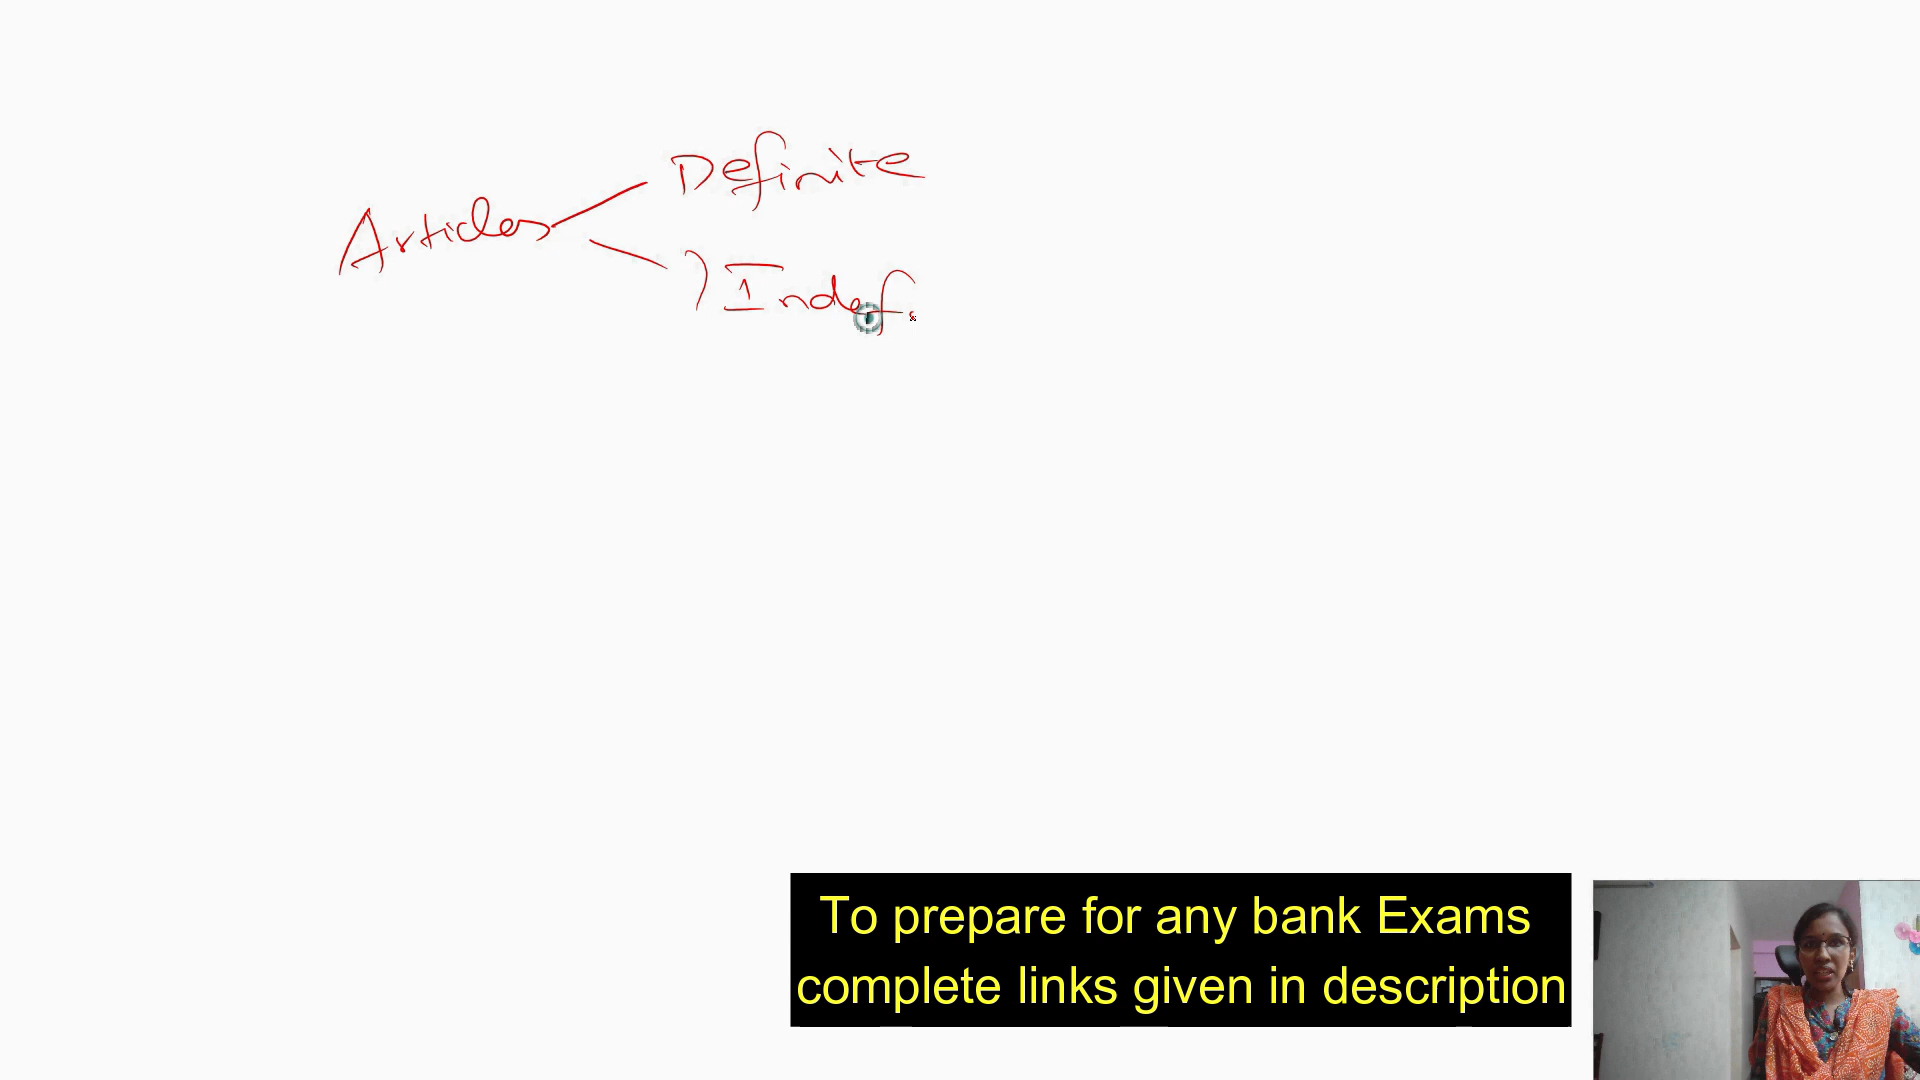 Definite
Articles
Indef
To prepare for any bank Exams
complete links given in description